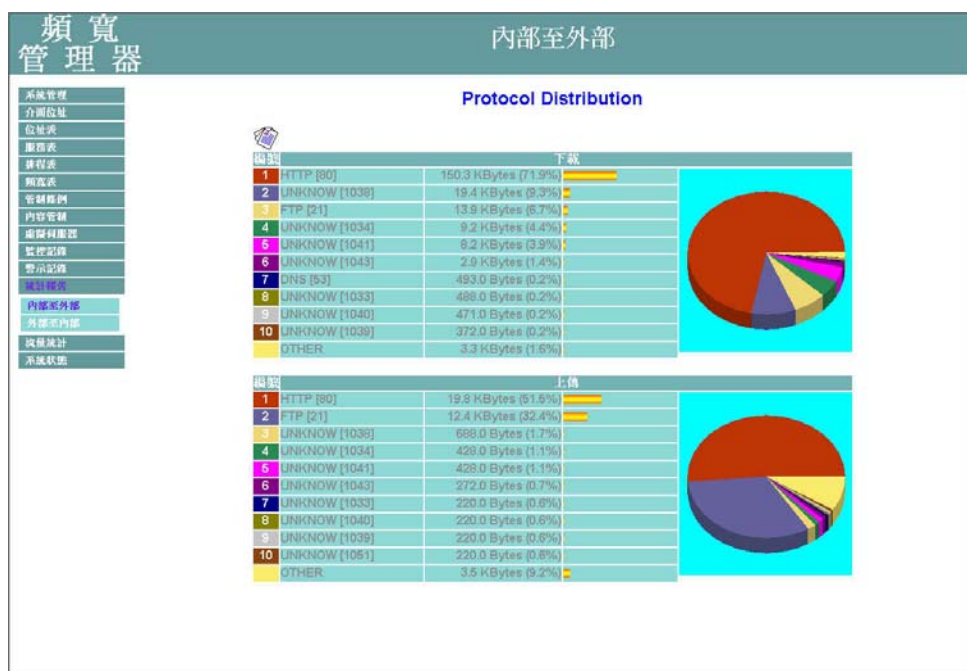 頻寬
管理器
內部至外部
系統管理
介面位址
位址表
服務表
排程表
頻寬表
管制條例
內容管制
虛擬伺服器
監控記錄
警示記錄
統計報告
內部至外部
外部至內部
流量統計
系統狀態
Protocol Distribution
編號 下載
1 HTTP [80] 150.3 KBytes (71.9%)
2 UNKNOW [1038] 19.4 KBytes (9.3%)
3 FTP [21] 13.9 KBytes (6.7%)
4 UNKNOW [1034] 9.2 KBytes (4.4%)
5 UNKNOW [1041] 8.2 KBytes (3.9%)
6 UNKNOW [1043] 2.9 KBytes (1.4%)
7 DNS [53] 493.0 Bytes (0.2%)
8 UNKNOW [1033] 488.0 Bytes (0.2%)
9 UNKNOW [1040] 471.0 Bytes (0.2%)
10 UNKNOW [1039] 372.0 Bytes (0.2%)
OTHER 3.3 KBytes (1.6%)
編號 上傳
1 HTTP [80] 19.8 KBytes (51.5%)
2 FTP [21] 12.4 KBytes (32.4%)
3 UNKNOW [1038] 688.0 Bytes (1.7%)
4 UNKNOW [1034] 428.0 Bytes (1.1%)
5 UNKNOW [1041] 428.0 Bytes (1.1%)
6 UNKNOW [1043] 272.0 Bytes (0.7%)
7 UNKNOW [1033] 220.0 Bytes (0.6%)
8 UNKNOW [1040] 220.0 Bytes (0.6%)
9 UNKNOW [1039] 220.0 Bytes (0.6%)
10 UNKNOW [1051] 220.0 Bytes (0.6%)
OTHER 3.5 KBytes (9.2%)